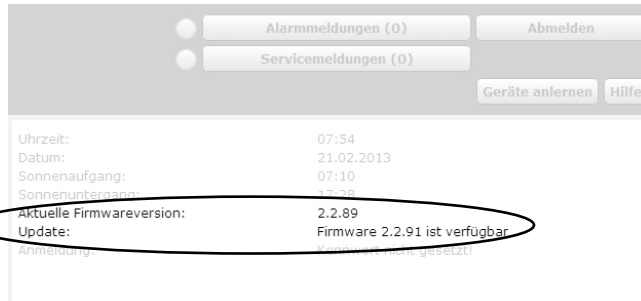 Alarmmeldungen (0) Abmelden
Servicemeldungen (0)
Geräte anlernen Hilfe
Uhrzeit: 07:54
Datum: 21.02.2013
Sonnenaufgang: 07:10
Sonnenuntergang: 17:28
Aktuelle Firmwareversion: 2.2.89
Update: Firmware 2.2.91 ist verfügbar
Anmeldung: Kennwort nicht gesetzt!